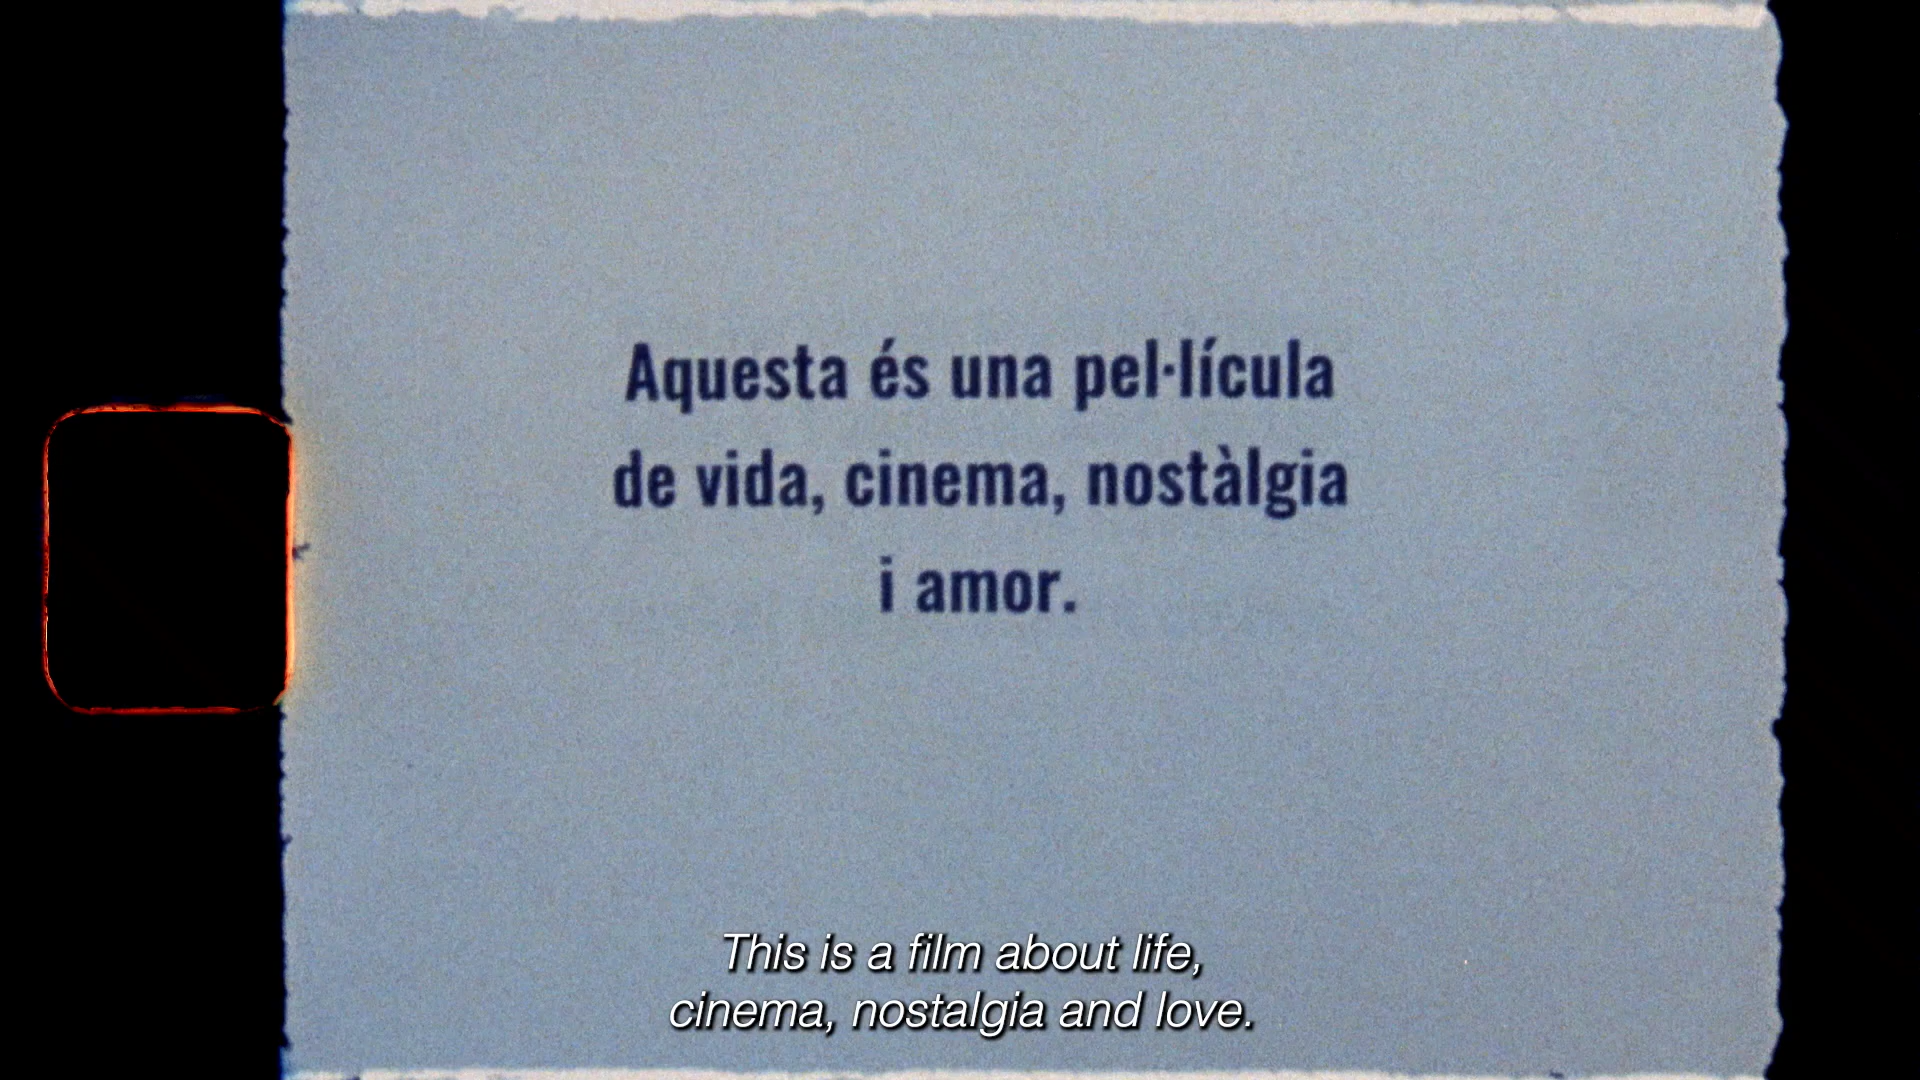 Aquesta és una pel·lícula
de vida, cinema, nostàlgia
i amor.
This is a film about life,
cinema, nostalgia and love.